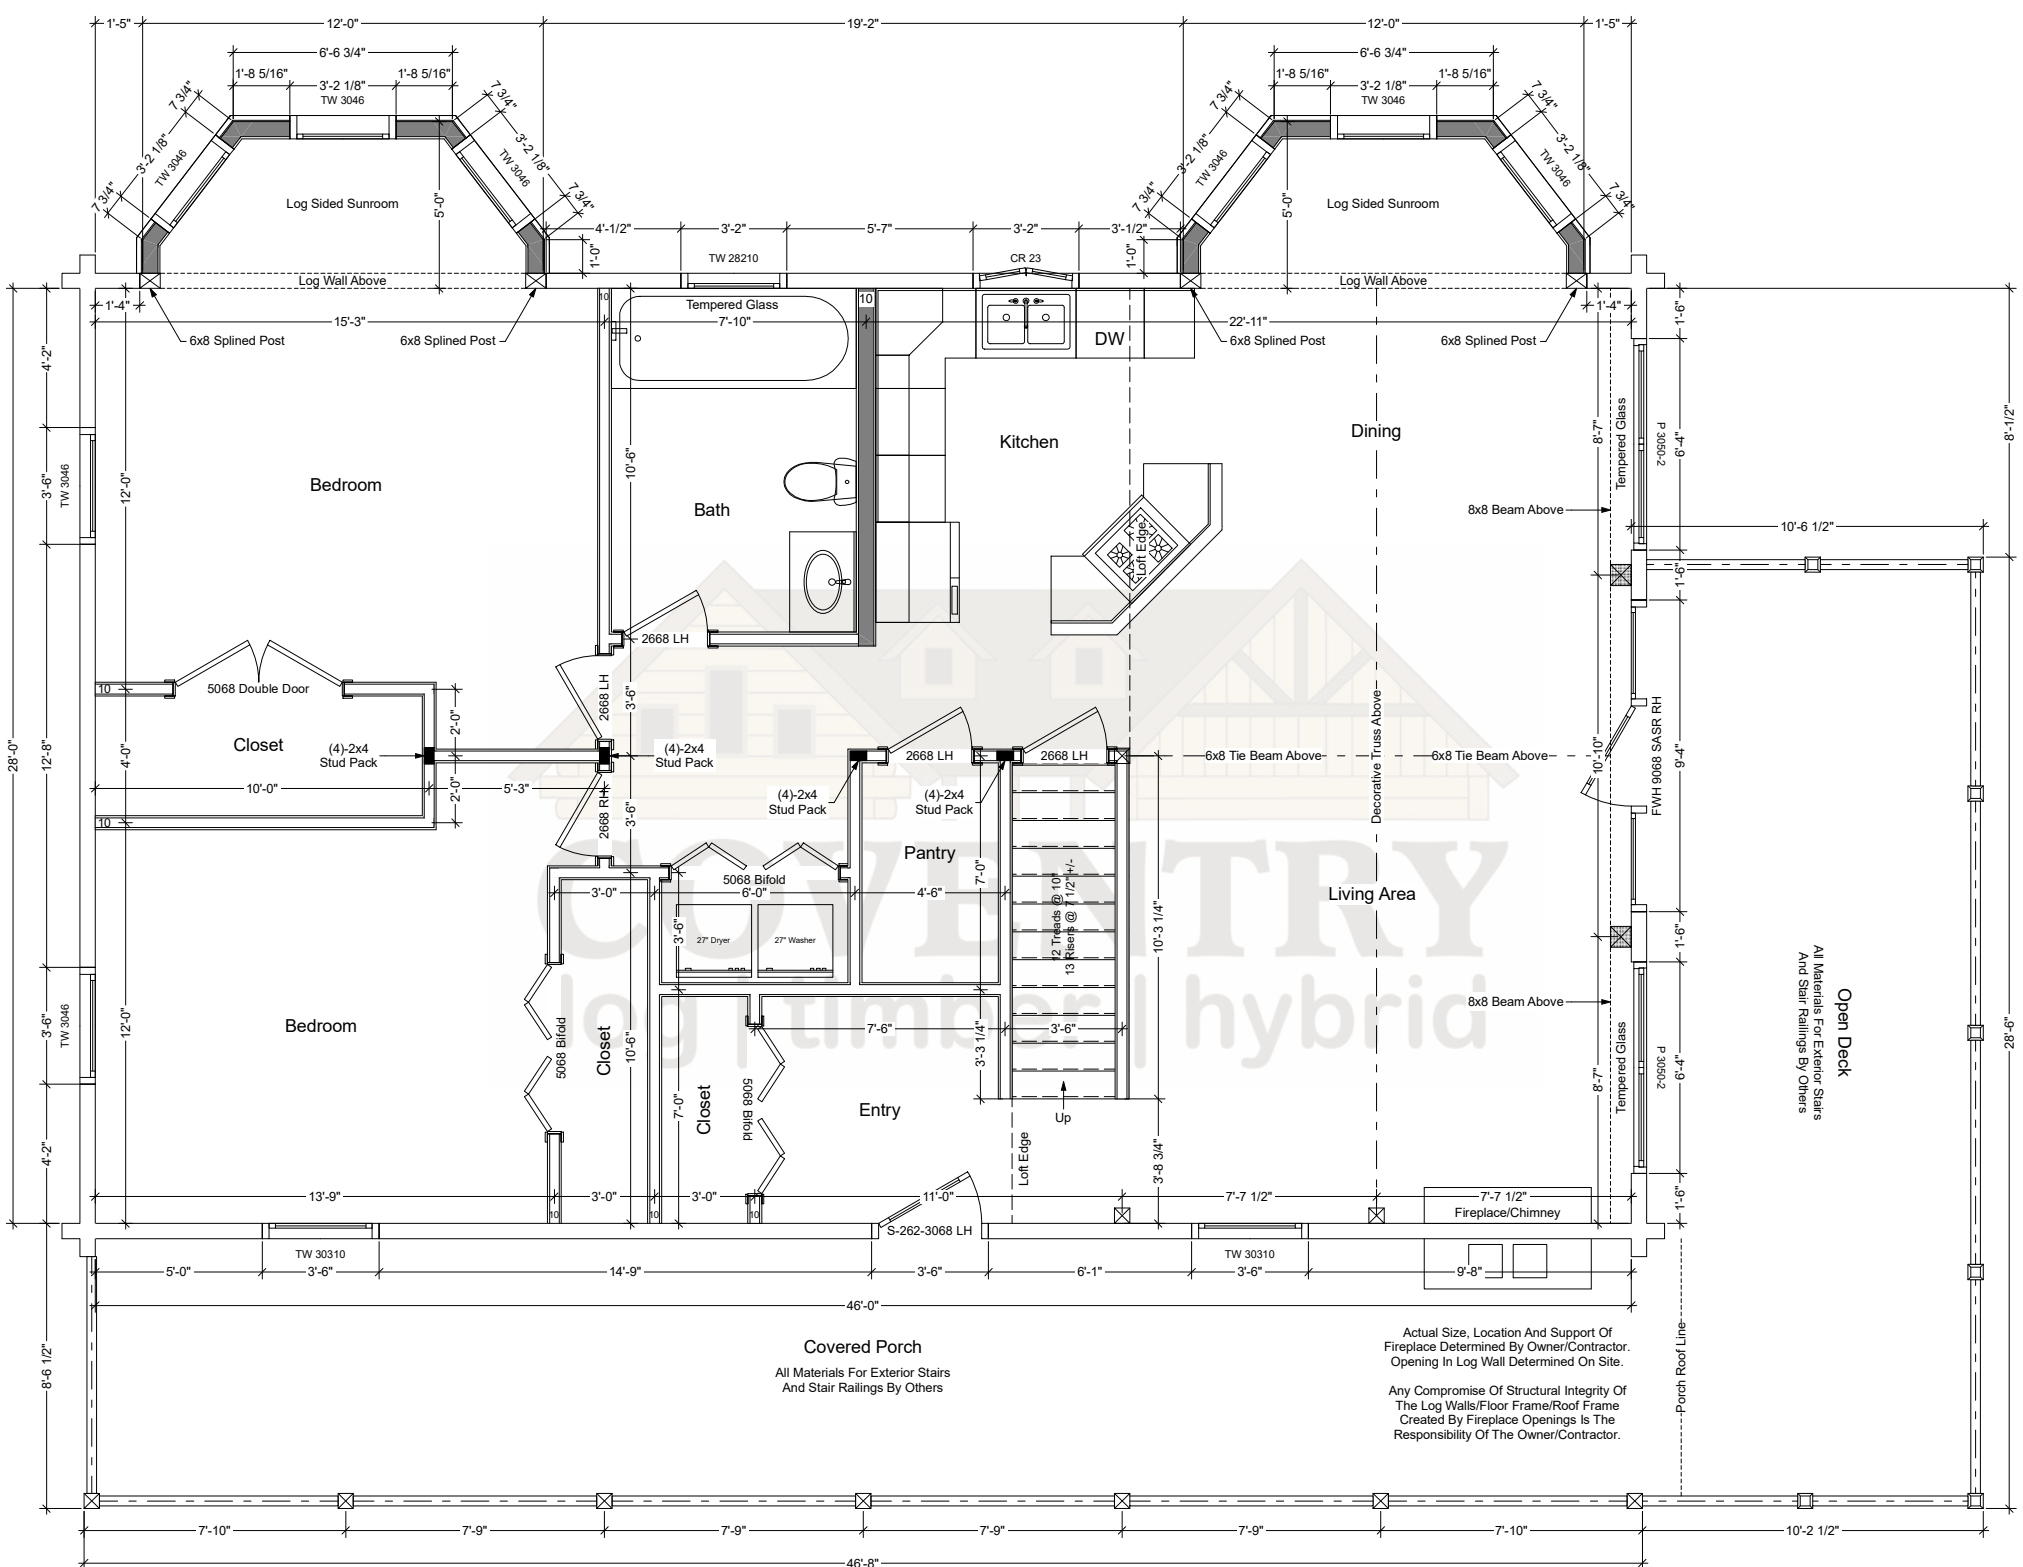 1'-5"
12'-0"
19'-2"
12'-0"
1'-5"
6'-6 3/4"
6'-6 3/4"
1'-8 5/16"
3'-2 1/8"
1'-8 5/16"
TW 3046
1'-8 5/16"
3'-2 1/8"
1'-8 5/16"
TW 3046
7 3/4"
3'-2 1/8"
TW 3046
7 3/4"
7 3/4"
3'-2 1/8"
TW 3046
7 3/4"
7 3/4"
3'-2 1/8"
TW 3046
7 3/4"
7 3/4"
3'-2 1/8"
TW 3046
7 3/4"
Log Sided Sunroom
5'-0"
Log Sided Sunroom
5'-0"
4'-1/2"
3'-2"
5'-7"
3'-2"
3'-1/2"
1'-0"
1'-0"
TW 28210
CR 23
Log Wall Above
Log Wall Above
1'-4"
10
Tempered Glass
10
1'-4"
15'-3"
7'-10"
22'-11"
6x8 Splined Post
6x8 Splined Post
DW
6x8 Splined Post
6x8 Splined Post
1'-6"
4'-2"
3'-6"
TW 3046
12'-0"
Bedroom
10'-6"
Bath
Kitchen
Dining
8'-7"
Tempered Glass
P 3050-2
6'-4"
8'-1/2"
8x8 Beam Above
10'-6 1/2"
Loft Edge
1'-6"
2668 LH
10
5068 Double Door
2668 LH
3'-6"
Closet
2'-0"
(4)-2x4
Stud Pack
(4)-2x4
Stud Pack
2668 LH
2668 LH
6x8 Tie Beam Above
6x8 Tie Beam Above
Decorative Truss Above
10'-10"
FWH 9068 SASR RH
9'-4"
28'-0"
12'-8"
4'-0"
10'-0"
5'-3"
2'-0"
2668 RH
3'-6"
(4)-2x4
Stud Pack
(4)-2x4
Stud Pack
10
COVENTRY
log | timber | hybrid
Pantry
7'-0"
5068 Bifold
3'-0"
6'-0"
4'-6"
12 Treads @ 10"
13 Risers @ 7 1/2" +/-
10'-3 1/4"
Living Area
3'-6"
27" Dryer
27" Washer
1'-6"
8x8 Beam Above
3'-6"
TW 3046
12'-0"
Bedroom
5068 Bifold
Closet
10'-6"
7'-6"
3'-3 1/4"
3'-6"
7'-0"
Closet
5068 Bifold
Entry
Up
Loft Edge
3'-8 3/4"
8'-7"
Tempered Glass
P 3050-2
6'-4"
All Materials For Exterior Stairs
And Stair Railings By Others
Open Deck
28'-6"
4'-2"
13'-9"
3'-0"
3'-0"
11'-0"
7'-7 1/2"
7'-7 1/2"
1'-6"
10
10
10
S-262-3068 LH
Fireplace/Chimney
TW 30310
TW 30310
5'-0"
3'-6"
14'-9"
3'-6"
6'-1"
3'-6"
9'-8"
46'-0"
8'-6 1/2"
Covered Porch
All Materials For Exterior Stairs
And Stair Railings By Others
Actual Size, Location And Support Of
Fireplace Determined By Owner/Contractor.
Opening In Log Wall Determined On Site.
Any Compromise Of Structural Integrity Of
The Log Walls/Floor Frame/Roof Frame
Created By Fireplace Openings Is The
Responsibility Of The Owner/Contractor.
Porch Roof Line
7'-10"
7'-9"
7'-9"
7'-9"
7'-9"
7'-10"
10'-2 1/2"
46'-8"